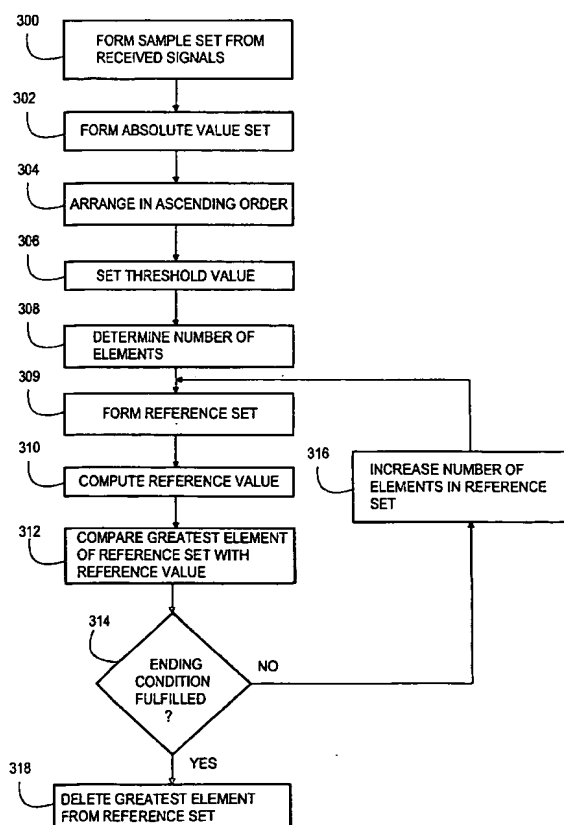 300
FORM SAMPLE SET FROM
RECEIVED SIGNALS
302
FORM ABSOLUTE VALUE SET
304
ARRANGE IN ASCENDING ORDER
306
SET THRESHOLD VALUE
308
DETERMINE NUMBER OF
ELEMENTS
309
FORM REFERENCE SET
310
COMPUTE REFERENCE VALUE
316
INCREASE NUMBER OF
ELEMENTS IN REFERENCE
SET
312
COMPARE GREATEST ELEMENT
OF REFERENCE SET WITH
REFERENCE VALUE
314
ENDING
CONDITION
FULFILLED
?
NO
YES
318
DELETE GREATEST ELEMENT
FROM REFERENCE SET